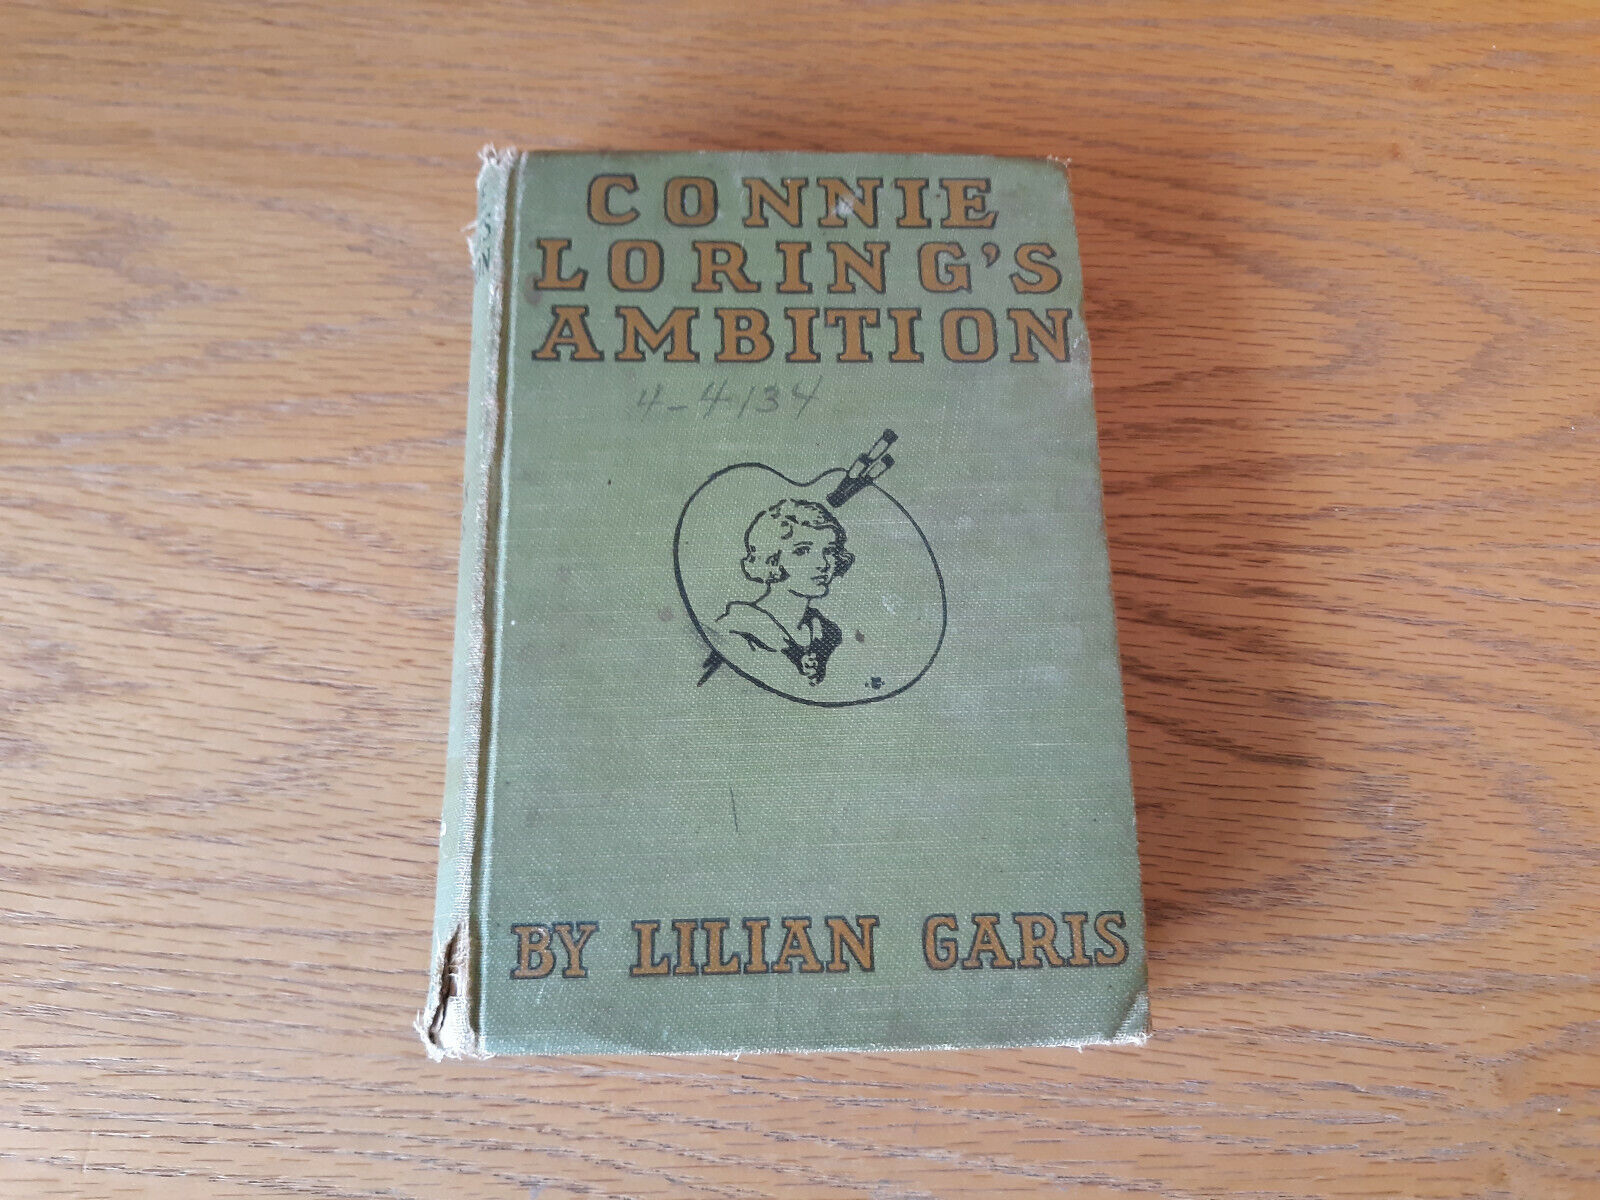 CONNIE
LORING'S
AMBITION
4-4134
BY LILIAN GARIS